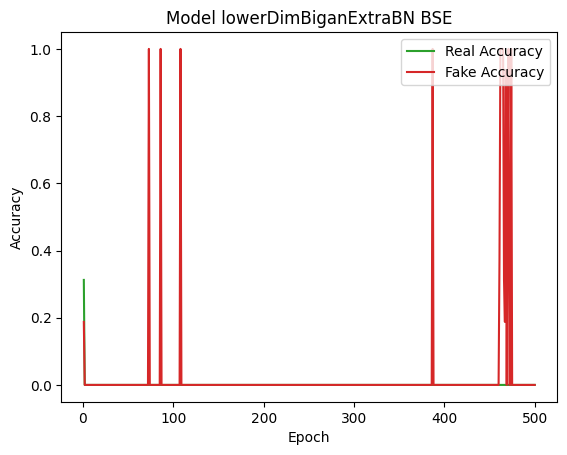 Model lowerDimBiganExtraBN BSE
Real Accuracy
Fake Accuracy
1.0
0.8
0.6
0.4
0.2
0.0
Accuracy
0
100
200
300
400
500
Epoch